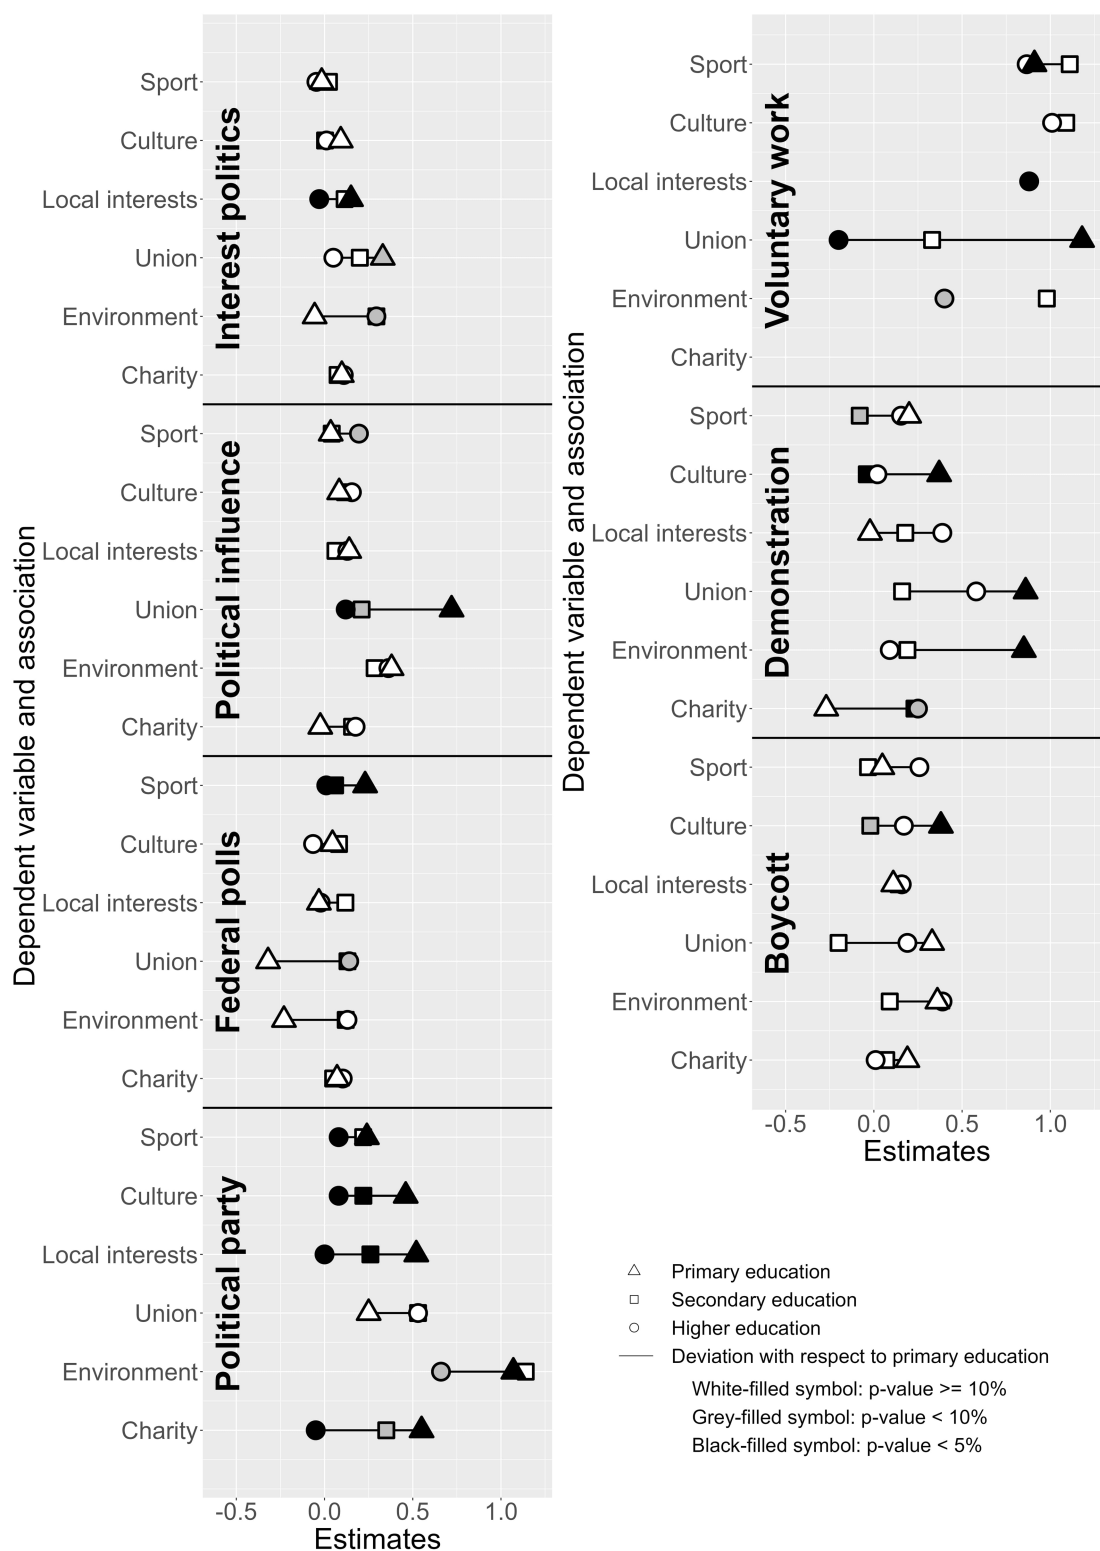 Dependent variable and association
Interest politics
Sport
Culture
Local interests
Union
Environment
Charity
Political influence
Sport
Culture
Local interests
Union
Environment
Charity
Federal polls
Sport
Culture
Local interests
Union
Environment
Charity
Political party
Sport
Culture
Local interests
Union
Environment
Charity
-0.5 0.0 0.5 1.0
Estimates
Dependent variable and association
Voluntary work
Sport
Culture
Local interests
Union
Environment
Charity
Demonstration
Sport
Culture
Local interests
Union
Environment
Charity
Boycott
Sport
Culture
Local interests
Union
Environment
Charity
-0.5 0.0 0.5 1.0
Estimates
Primary education
Secondary education
Higher education
Deviation with respect to primary education
White-filled symbol: p-value >= 10%
Grey-filled symbol: p-value < 10%
Black-filled symbol: p-value < 5%